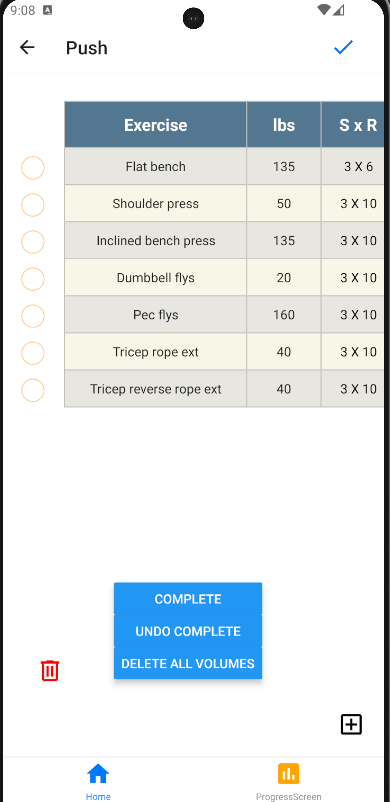 9:08 A
Push
Exercise lbs S x R
Flat bench 135 3 X 6
Shoulder press 50 3 X 10
Inclined bench press 135 3 X 10
Dumbbell flys 20 3 X 10
Pec flys 160 3 X 10
Tricep rope ext 40 3 X 10
Tricep reverse rope ext 40 3 X 10
COMPLETE
UNDO COMPLETE
DELETE ALL VOLUMES
Home ProgressScreen